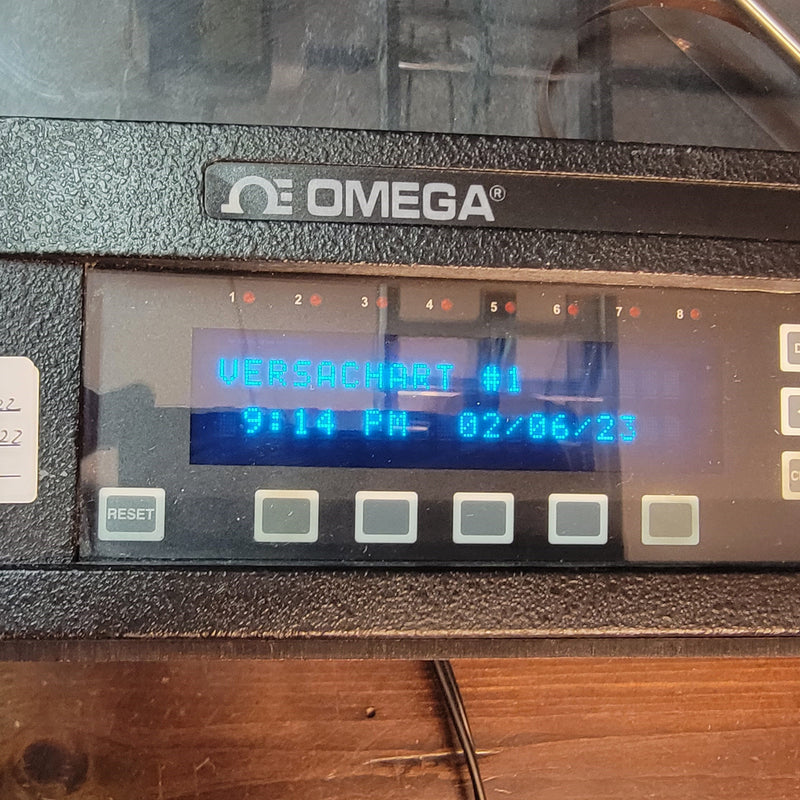 OMEGA®
1 2 3 4 5 6 7 8
VERSACHART #1
9:14 PM 02/06/23
RESET